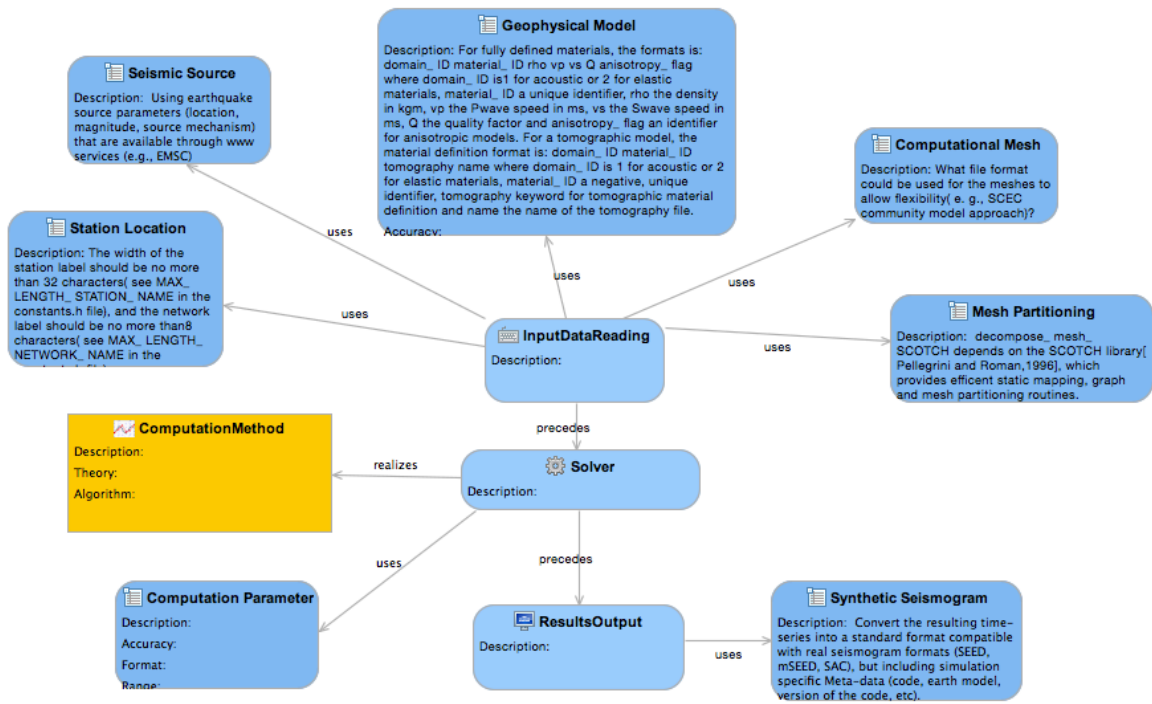 Geophysical Model
Description: For fully defined materials, the formats is:
domain_ ID material_ ID rho vp vs Q anisotropy_ flag
where domain_ ID is1 for acoustic or 2 for elastic
materials, material_ ID a unique identifier, rho the density
in kgm, vp the Pwave speed in ms, vs the Swave speed in
ms, Q the quality factor and anisotropy_ flag an identifier
for anisotropic models. For a tomographic model, the
material definition format is: domain_ ID material_ ID
tomography name where domain_ ID is 1 for acoustic or 2
for elastic materials, material_ ID a negative, unique
identifier, tomography keyword for tomographic material
definition and name the name of the tomography file.
Accuracy:
Seismic Source
Description: Using earthquake
source parameters (location,
magnitude, source mechanism)
that are available through www
services (e.g., EMSC)
Computational Mesh
Description: What file format
could be used for the meshes to
allow flexibility( e. g., SCEC
community model approach)?
Station Location
Description: The width of the
station label should be no more
than 32 characters( see MAX_
LENGTH_ STATION_ NAME in the
constants.h file), and the network
label should be no more than8
characters( see MAX_ LENGTH_
NETWORK_ NAME in the
uses
uses
uses
uses
uses
Mesh Partitioning
Description: decompose_ mesh_
SCOTCH depends on the SCOTCH library[
Pellegrini and Roman,1996], which
provides efficent static mapping, graph
and mesh partitioning routines.
InputDataReading
Description:
precedes
ComputationMethod
Description:
Theory:
Algorithm:
realizes
Solver
Description:
uses
precedes
Computation Parameter
Description:
Accuracy:
Format:
Range:
ResultsOutput
Description:
uses
Synthetic Seismogram
Description: Convert the resulting time-
series into a standard format compatible
with real seismogram formats (SEED,
mSEED, SAC), but including simulation
specific Meta-data (code, earth model,
version of the code, etc).